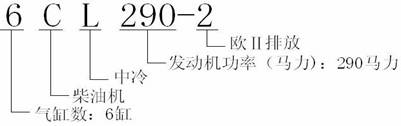 6 C L 290-2
欧Ⅱ排放
发动机功率(马力): 290马力
中冷
柴油机
气缸数: 6缸